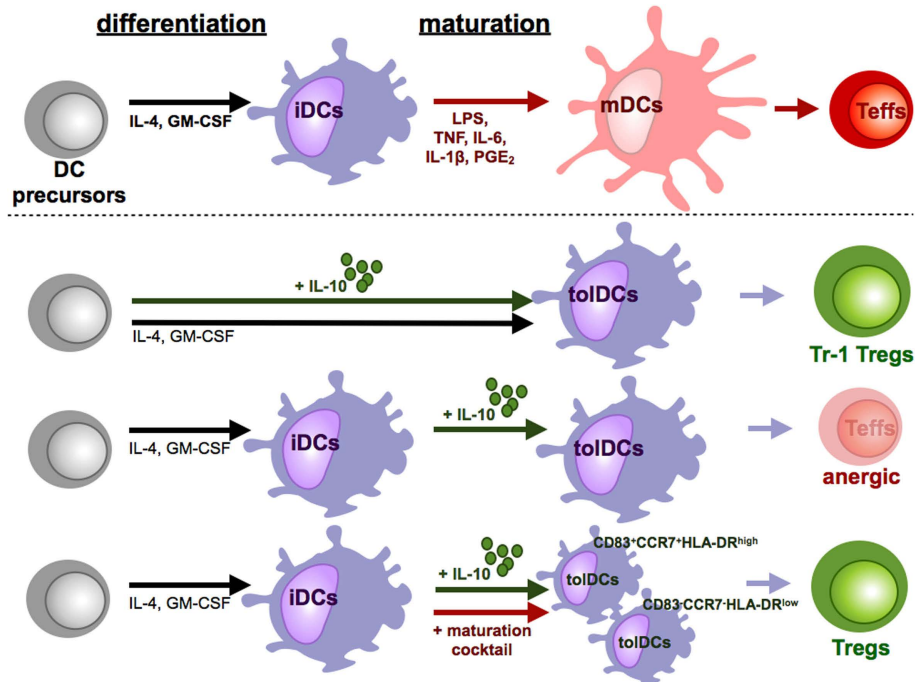 differentiation
maturation
iDCs
mDCs
Teffs
IL-4, GM-CSF
LPS,
TNF, IL-6,
IL-1β, PGE₂
DC
precursors
+ IL-10
tolDCs
IL-4, GM-CSF
Tr-1 Tregs
iDCs
+ IL-10
tolDCs
Teffs
IL-4, GM-CSF
anergic
CD83⁺CCR7⁺HLA-DRʰⁱᵍʰ
+ IL-10
tolDCs
iDCs
IL-4, GM-CSF
CD83⁻CCR7⁻HLA-DRˡᵒʷ
+ maturation
cocktail
tolDCs
Tregs